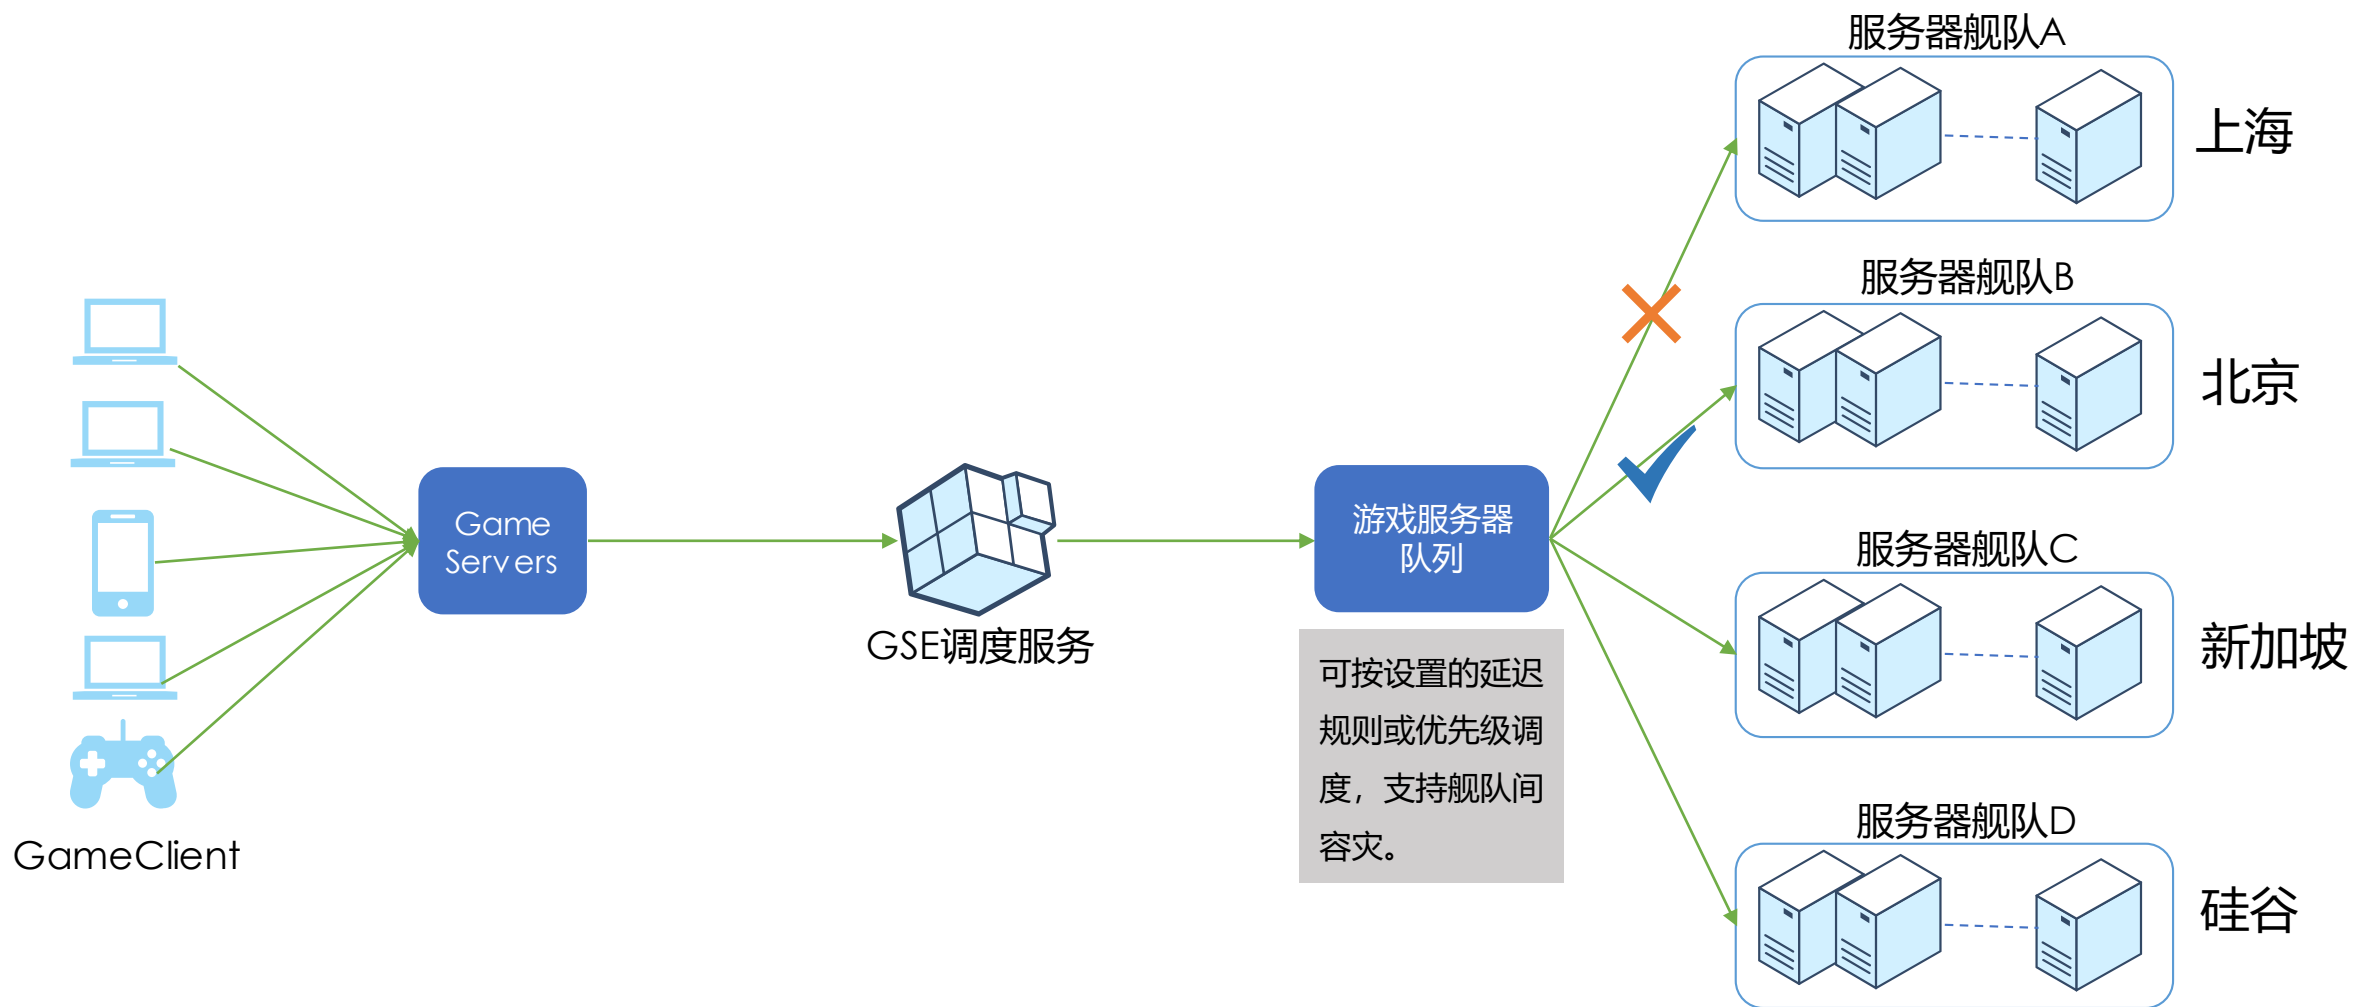 GameClient
Game
Servers
GSE调度服务
游戏服务器
队列
可按设置的延迟
规则或优先级调
度，支持舰队间
容灾。
服务器舰队A
上海
服务器舰队B
北京
服务器舰队C
新加坡
服务器舰队D
硅谷